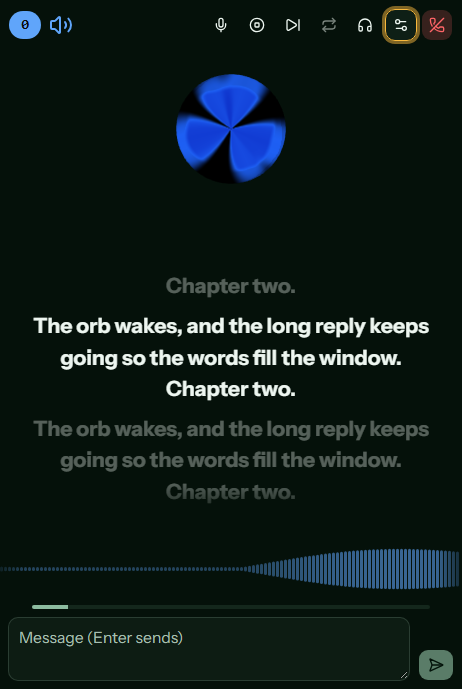 0
Chapter two.
The orb wakes, and the long reply keeps
going so the words fill the window.
Chapter two.
The orb wakes, and the long reply keeps
going so the words fill the window.
Chapter two.
Message (Enter sends)